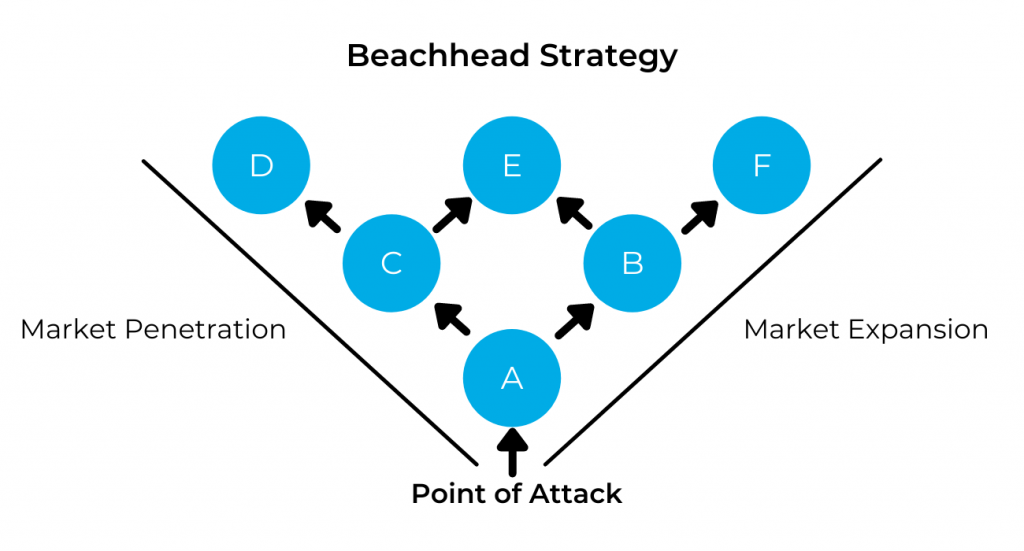 Beachhead Strategy
D
E
F
C
B
Market Penetration
Market Expansion
A
Point of Attack